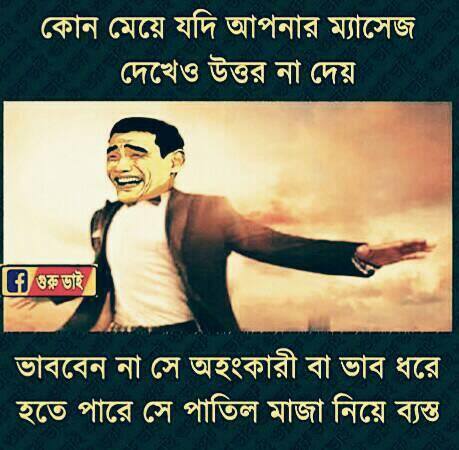 কোন মেয়ে যদি আপনার ম্যাসেজ
দেখেও উত্তর না দেয়
f গুরু ভাই
ভাববেন না সে অহংকারী বা ভাব ধরে
হতে পারে সে পাতিল মাজা নিয়ে ব্যস্ত